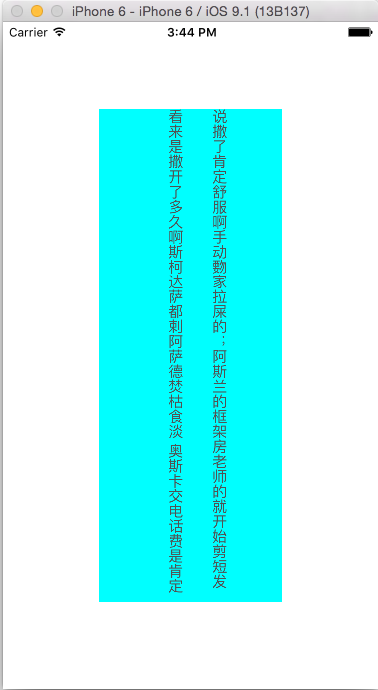 iPhone 6 - iPhone 6 / iOS 9.1 (13B137)
Carrier 3:44 PM
说撒了肯定舒服啊手动勠家拉屎的；阿斯兰的框架房老师的就开始剪短发
看来是撒开了多久啊斯柯达萨都刺阿萨德焚枯食淡 奥斯卡交电话费是肯定